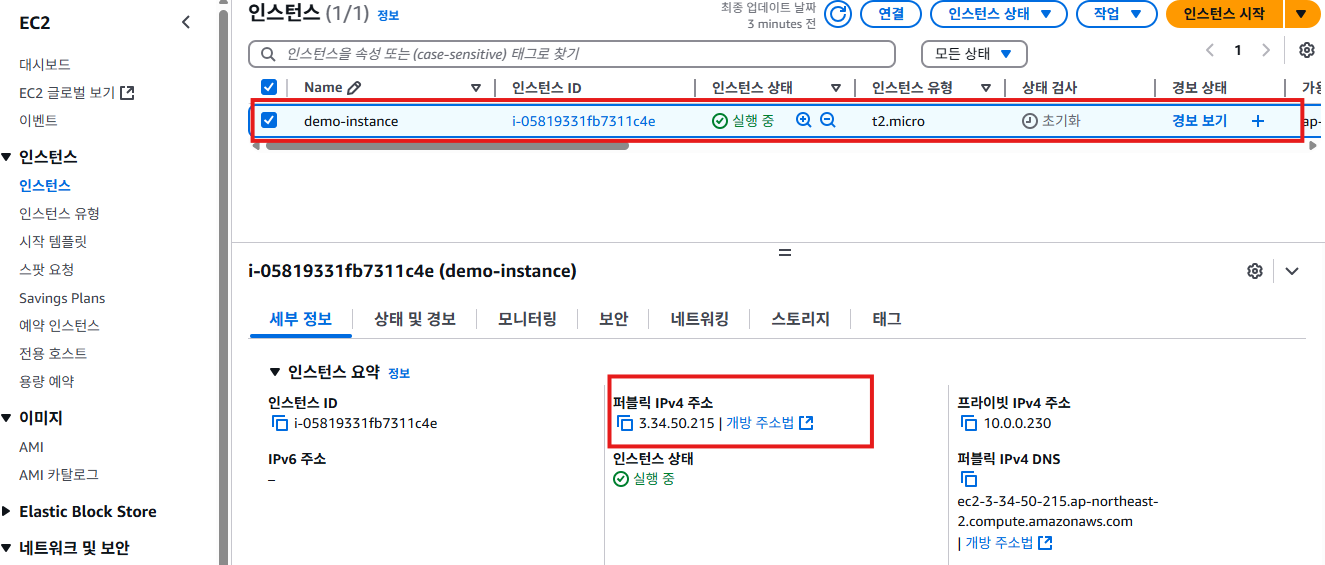 EC2
대시보드
EC2 글로벌 보기
이벤트
인스턴스
인스턴스
인스턴스 유형
시작 템플릿
스팟 요청
Savings Plans
예약 인스턴스
전용 호스트
용량 예약
이미지
AMI
AMI 카탈로그
Elastic Block Store
네트워크 및 보안
인스턴스 (1/1) 정보
최종 업데이트 날짜
3 minutes 전
연결
인스턴스 상태
작업
인스턴스 시작
인스턴스을 속성 또는 (case-sensitive) 태그로 찾기
모든 상태
1
Name 인스턴스 ID 인스턴스 상태 인스턴스 유형 상태 검사 경보 상태 가용
demo-instance i-05819331fb7311c4e 실행 중 t2.micro 초기화 경보 보기 + ap-
i-05819331fb7311c4e (demo-instance)
세부 정보 상태 및 경보 모니터링 보안 네트워킹 스토리지 태그
인스턴스 요약 정보
인스턴스 ID
i-05819331fb7311c4e
퍼블릭 IPv4 주소
3.34.50.215 | 개방 주소법
프라이빗 IPv4 주소
10.0.0.230
IPv6 주소
–
인스턴스 상태
실행 중
퍼블릭 IPv4 DNS
ec2-3-34-50-215.ap-northeast-
2.compute.amazonaws.com
| 개방 주소법